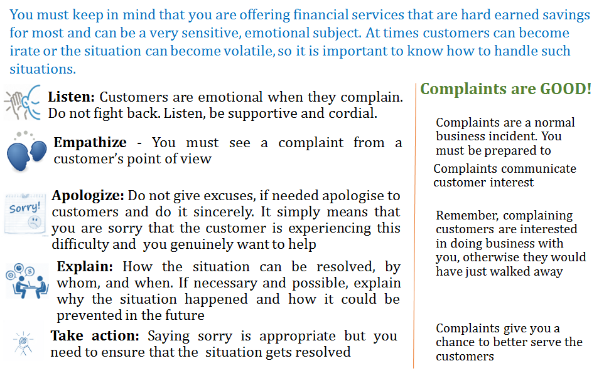 You must keep in mind that you are offering financial services that are hard earned savings
for most and can be a very sensitive, emotional subject. At times customers can become
irate or the situation can become volatile, so it is important to know how to handle such
situations.
Listen: Customers are emotional when they complain.
Do not fight back. Listen, be supportive and cordial.
Empathize - You must see a complaint from a
customer's point of view
Sorry!
Apologize: Do not give excuses, if needed apologise to
customers and do it sincerely. It simply means that
you are sorry that the customer is experiencing this
difficulty and you genuinely want to help
Explain: How the situation can be resolved, by
whom, and when. If necessary and possible, explain
why the situation happened and how it could be
prevented in the future
Take action: Saying sorry is appropriate but you
need to ensure that the situation gets resolved
Complaints are GOOD!
Complaints are a normal
business incident. You
must be prepared to
Complaints communicate
customer interest
Remember, complaining
customers are interested
in doing business with
you, otherwise they would
have just walked away
Complaints give you a
chance to better serve the
customers